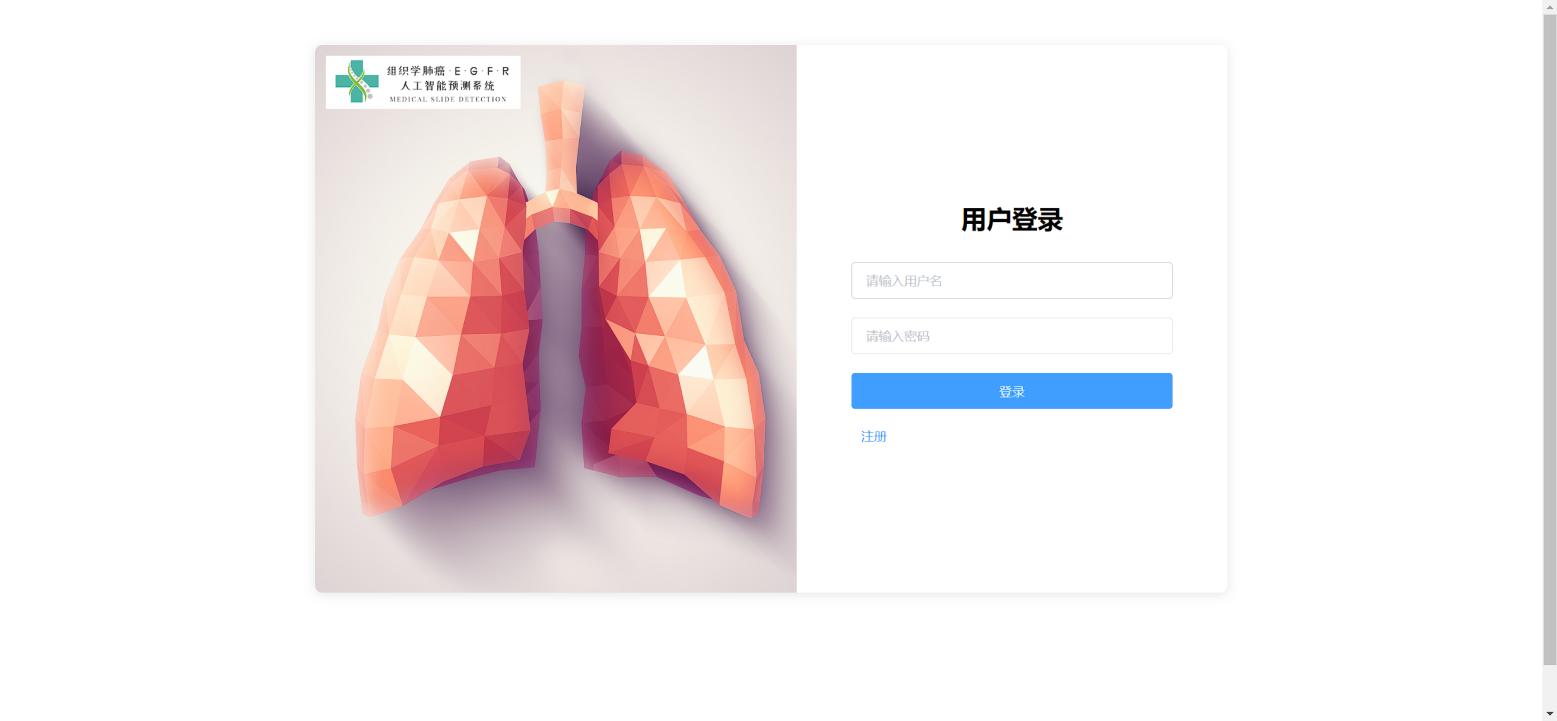 组织学肺癌·E·G·F·R
人工智能预测系统
MEDICAL SLIDE DETECTION
用户登录
请输入用户名
请输入密码
登录
注册